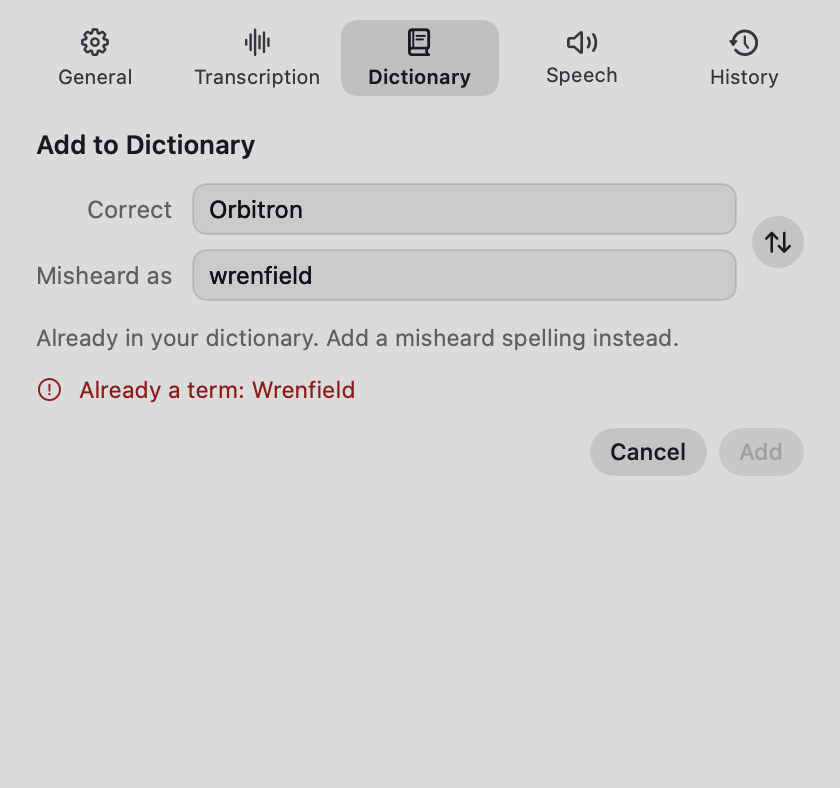 General
Transcription
Dictionary
Speech
History
Add to Dictionary
Correct
Orbitron
Misheard as
wrenfield
Already in your dictionary. Add a misheard spelling instead.
Already a term: Wrenfield
Cancel
Add